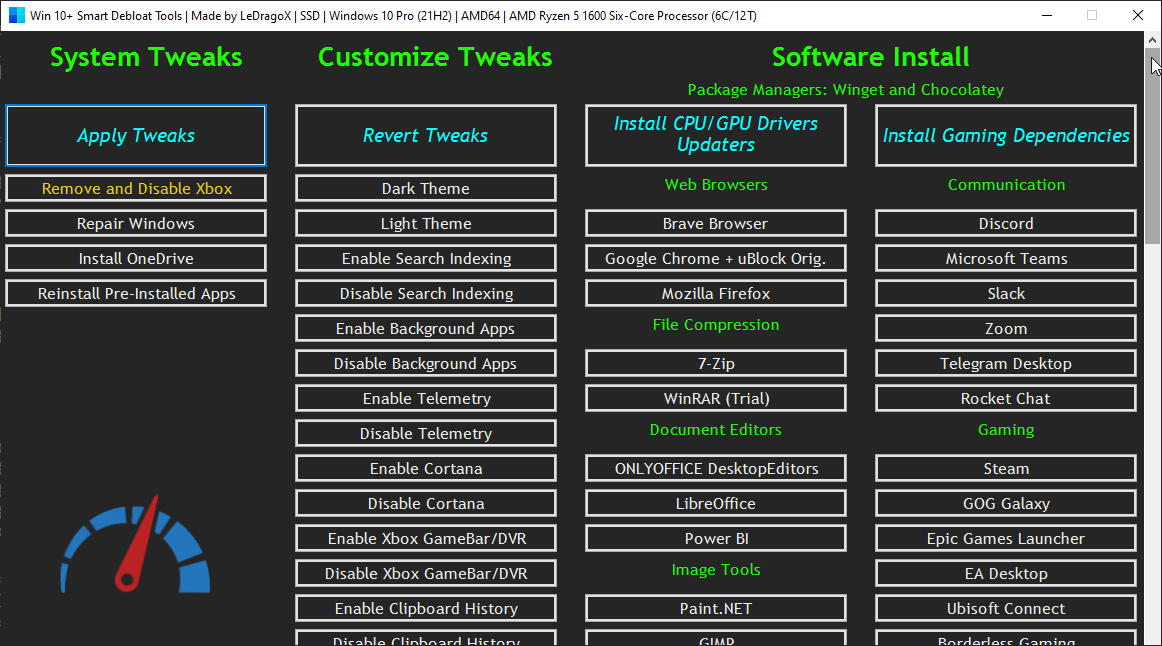 Win 10+ Smart Debloat Tools | Made by LeDragoX | SSD | Windows 10 Pro (21H2) | AMD64 | AMD Ryzen 5 1600 Six-Core Processor (6C/12T)
System Tweaks
Apply Tweaks
Remove and Disable Xbox
Repair Windows
Install OneDrive
Reinstall Pre-Installed Apps
Customize Tweaks
Revert Tweaks
Dark Theme
Light Theme
Enable Search Indexing
Disable Search Indexing
Enable Background Apps
Disable Background Apps
Enable Telemetry
Disable Telemetry
Enable Cortana
Disable Cortana
Enable Xbox GameBar/DVR
Disable Xbox GameBar/DVR
Enable Clipboard History
Disable Clipboard History
Software Install
Package Managers: Winget and Chocolatey
Install CPU/GPU Drivers
Updaters
Web Browsers
Brave Browser
Google Chrome + uBlock Orig.
Mozilla Firefox
File Compression
7-Zip
WinRAR (Trial)
Document Editors
ONLYOFFICE DesktopEditors
LibreOffice
Power BI
Image Tools
Paint.NET
GIMP
Install Gaming Dependencies
Communication
Discord
Microsoft Teams
Slack
Zoom
Telegram Desktop
Rocket Chat
Gaming
Steam
GOG Galaxy
Epic Games Launcher
EA Desktop
Ubisoft Connect
Borderless Gaming